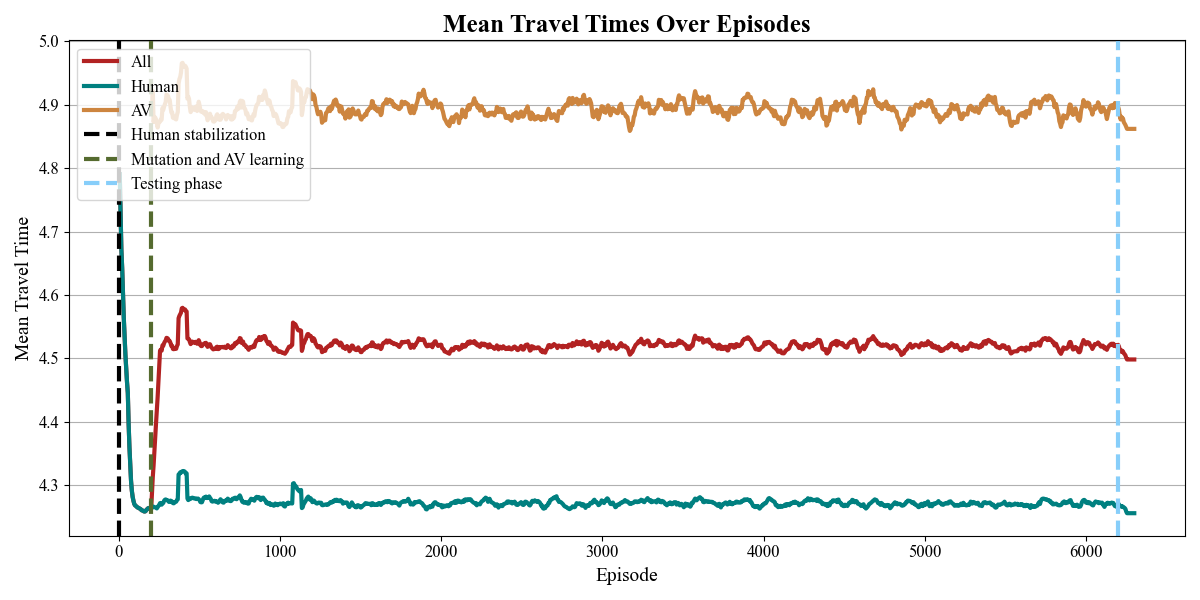 Mean Travel Times Over Episodes
5.0
4.9
4.8
4.7
4.6
4.5
4.4
4.3
Mean Travel Time
All
Human
AV
Human stabilization
Mutation and AV learning
Testing phase
0 1000 2000 3000 4000 5000 6000
Episode